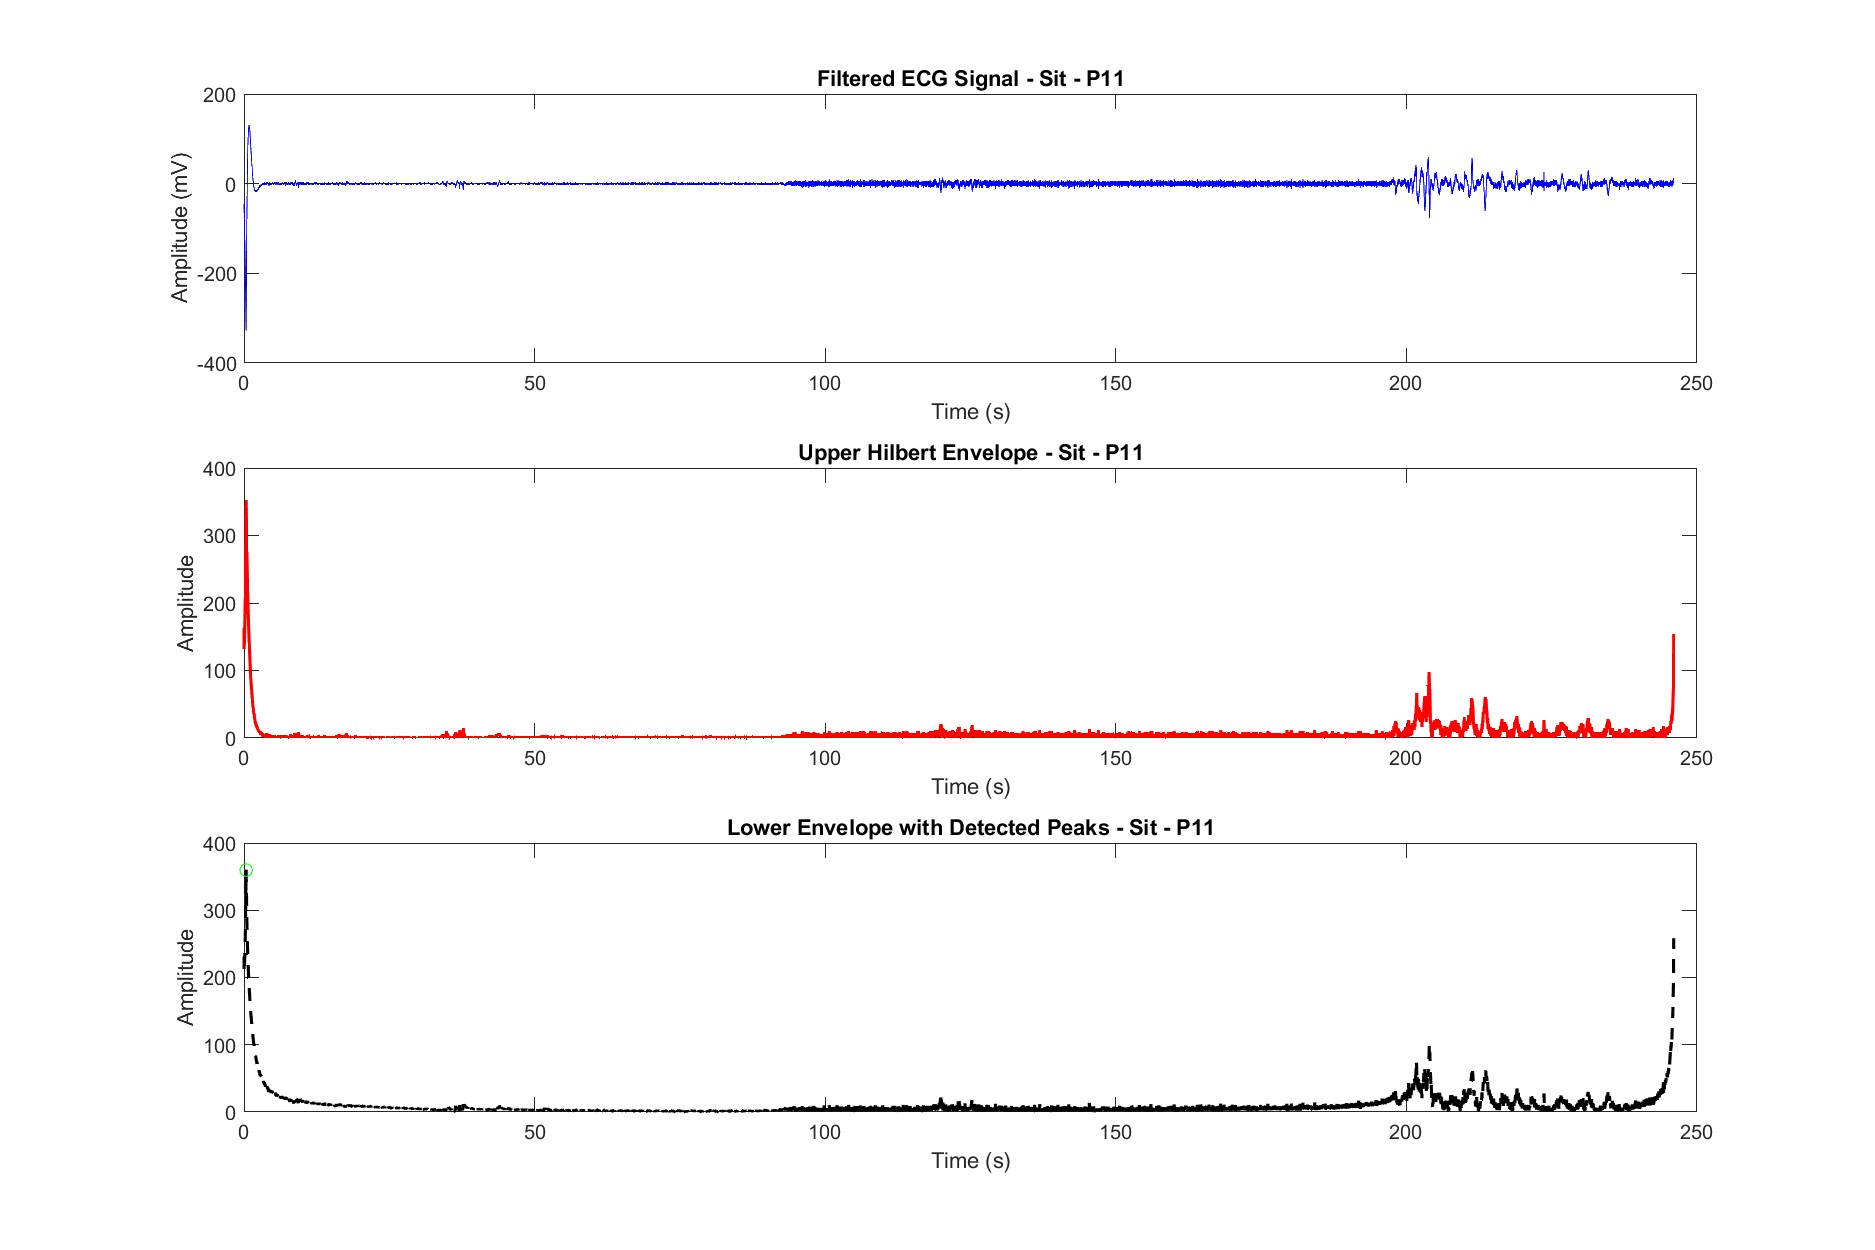 Filtered ECG Signal - Sit - P11
Amplitude (mV)
200
0
-200
-400
0 50 100 150 200 250
Time (s)
Upper Hilbert Envelope - Sit - P11
Amplitude
400
300
200
100
0
0 50 100 150 200 250
Time (s)
Lower Envelope with Detected Peaks - Sit - P11
Amplitude
400
300
200
100
0
0 50 100 150 200 250
Time (s)